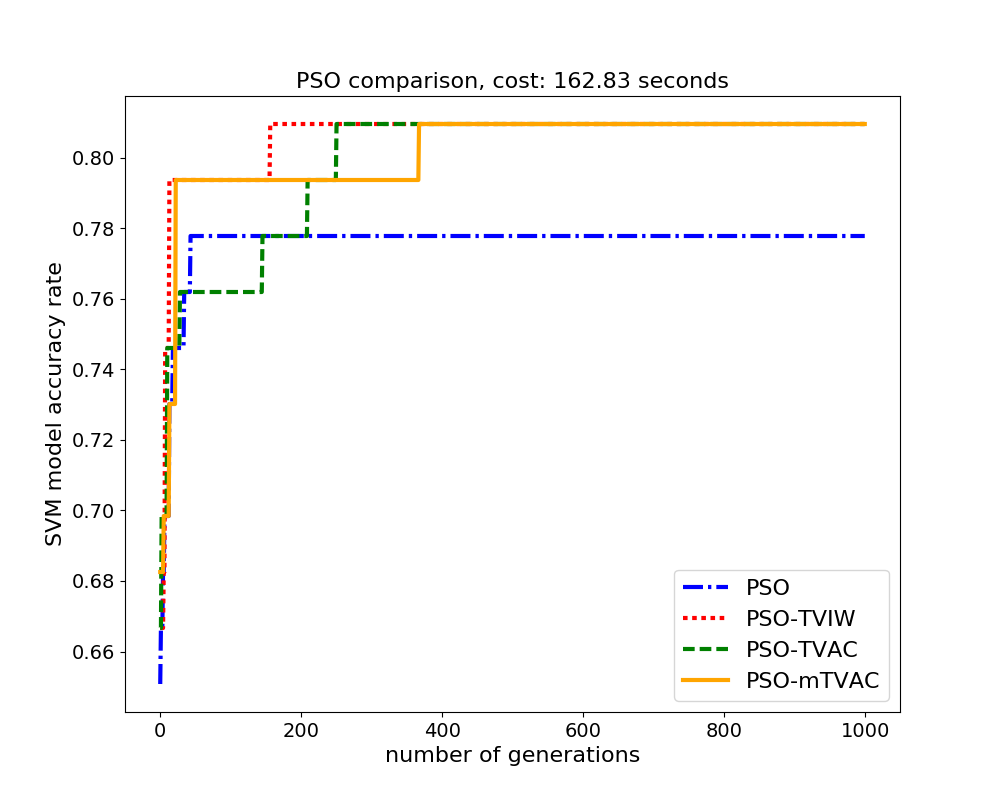 PSO comparison, cost: 162.83 seconds
SVM model accuracy rate
0.80
0.78
0.76
0.74
0.72
0.70
0.68
0.66
0 200 400 600 800 1000
number of generations
PSO
PSO-TVIW
PSO-TVAC
PSO-mTVAC